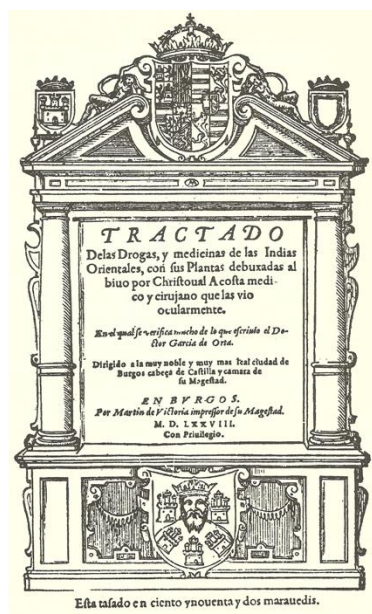 TRACTADO
Delas Drogas, y medicinas de las Indias
Orientales, con sus Plantas debuxadas al
biuo por Christoual Acosta medi-
co y cirujano que las vio
ocularmente.
En el qual se verifica mucho de lo que escriuio el Do-
ctor Garcia de Orta.
Dirigido a la muy noble y muy mas leal ciudad de
Burgos cabeça de Castilla y camara de
su Magestad.
EN BVRGOS.
Por Martin de Victoria impressor de su Magestad.
M. D. LXXVIII.
Con Priuilegio.
Esta tasado en ciento ynouenta y dos marauedis.